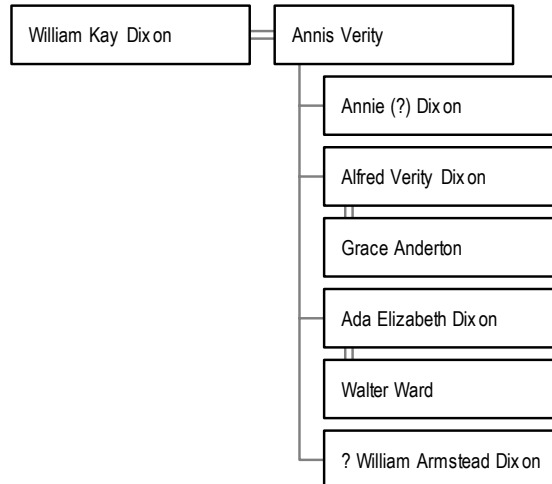 William Kay Dixon
Annis Verity
Annie (?) Dixon
Alfred Verity Dixon
Grace Anderton
Ada Elizabeth Dixon
Walter Ward
? William Armstead Dixon